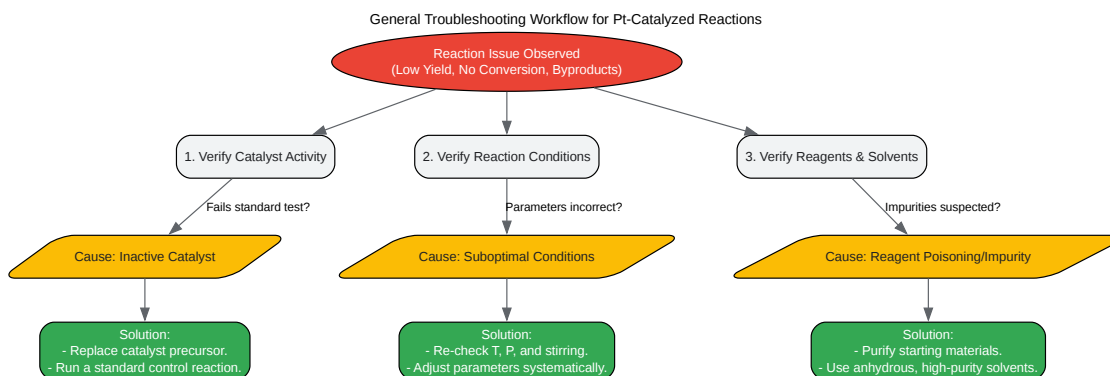 General Troubleshooting Workflow for Pt-Catalyzed Reactions
Reaction Issue Observed
(Low Yield, No Conversion, Byproducts)
1. Verify Catalyst Activity
2. Verify Reaction Conditions
3. Verify Reagents & Solvents
Fails standard test?
Parameters incorrect?
Impurities suspected?
Cause: Inactive Catalyst
Cause: Suboptimal Conditions
Cause: Reagent Poisoning/Impurity
Solution:
- Replace catalyst precursor.
- Run a standard control reaction.
Solution:
- Re-check T, P, and stirring.
- Adjust parameters systematically.
Solution:
- Purify starting materials.
- Use anhydrous, high-purity solvents.